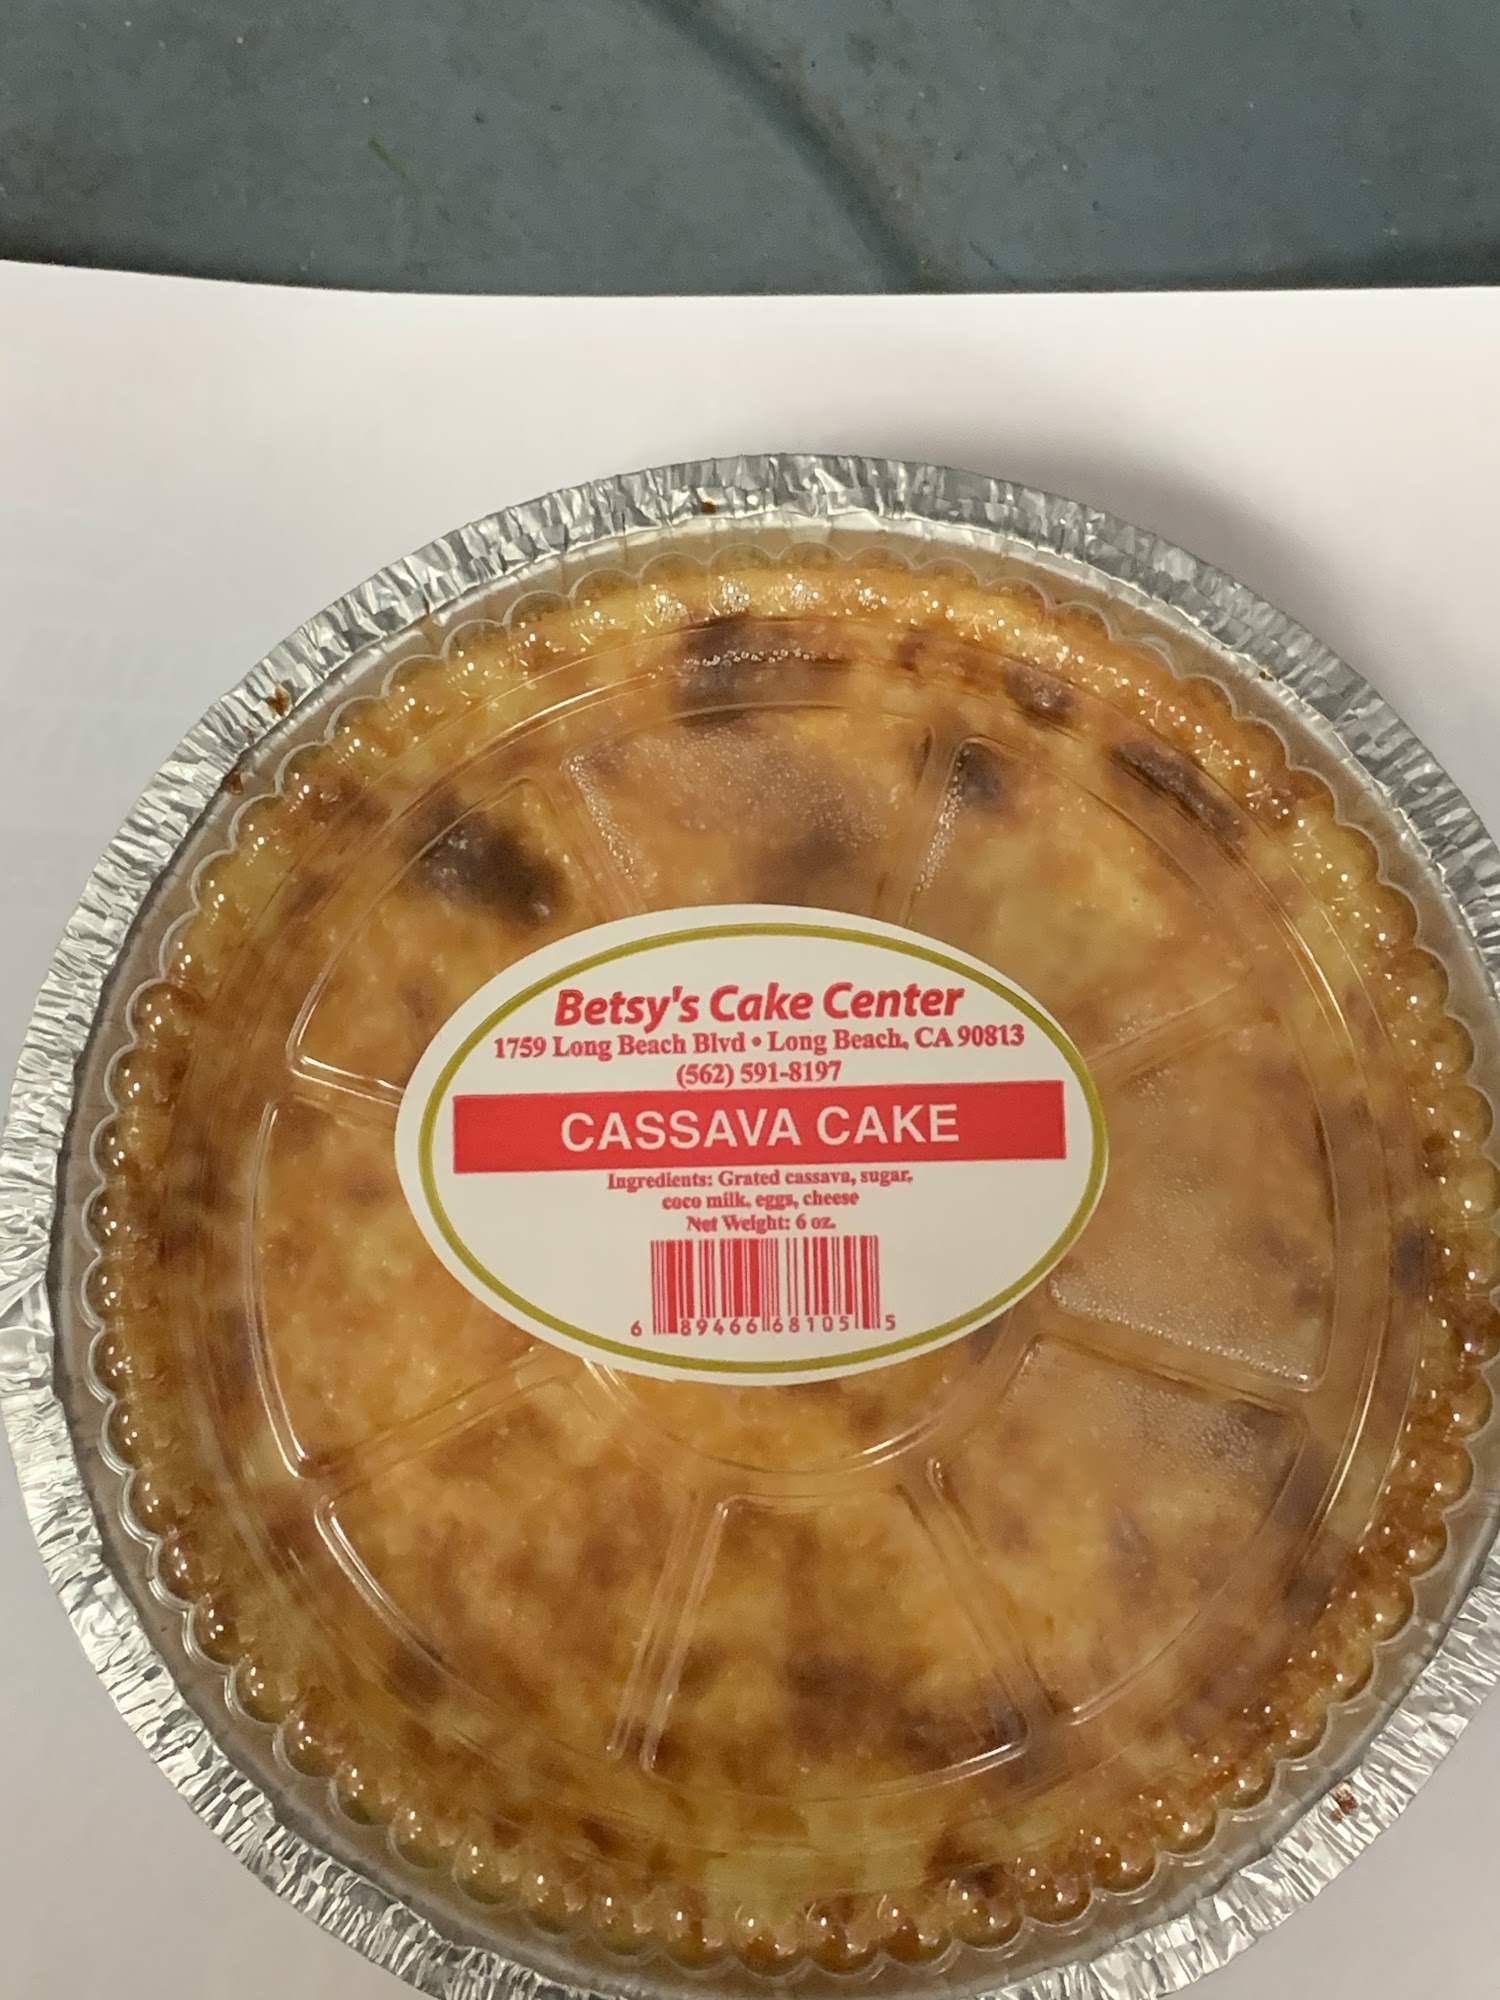 Betsy's Cake Center
1759 Long Beach Blvd • Long Beach, CA 90813
(562) 591-8197
CASSAVA CAKE
Ingredients: Grated cassava, sugar,
coco milk, eggs, cheese
Net Weight: 6 oz.
6 89466 68105 5